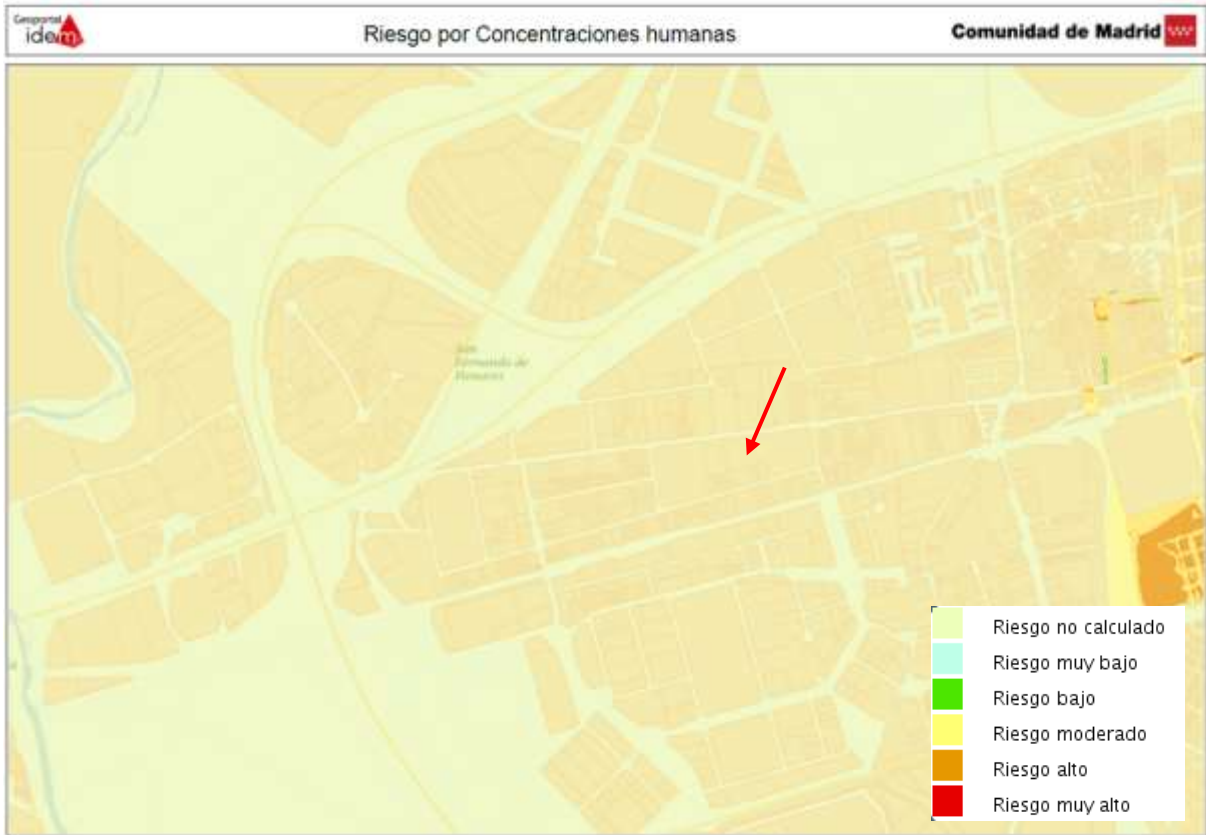 Geoportal
idem
Riesgo por Concentraciones humanas
Comunidad de Madrid
San
Fernando de
Henares
Riesgo no calculado
Riesgo muy bajo
Riesgo bajo
Riesgo moderado
Riesgo alto
Riesgo muy alto